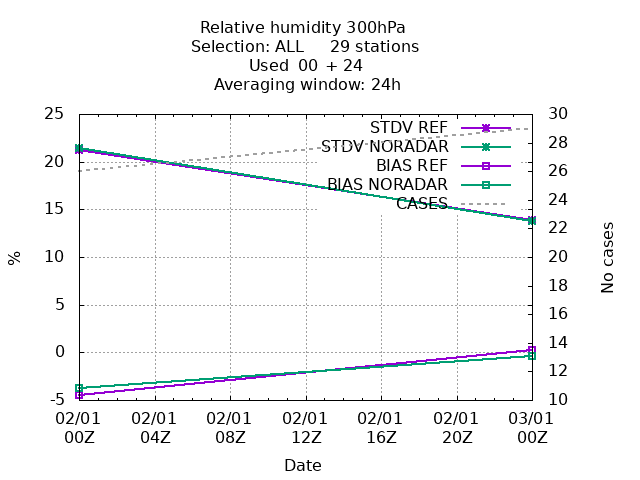 Relative humidity 300hPa
Selection: ALL 29 stations
Used 00 + 24
Averaging window: 24h
25 30
STDV REF
28
STDV NORADAR
20
BIAS REF
26
BIAS NORADAR
24
CASES
15
22
10 20
%
No cases
18
5
16
14
0
12
-5 10
02/01 02/01 02/01 02/01 02/01 02/01 03/01
00Z 04Z 08Z 12Z 16Z 20Z 00Z
Date